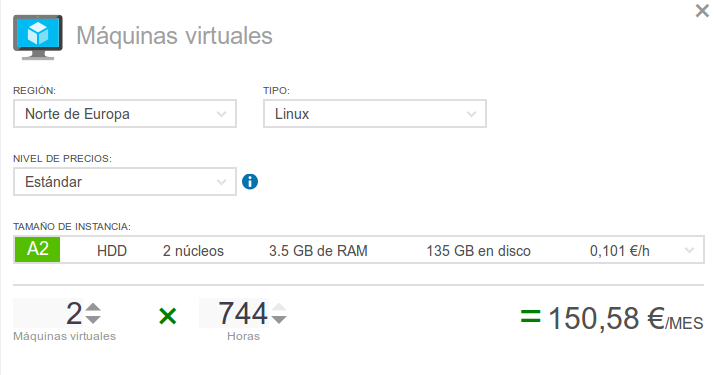 Máquinas virtuales
REGIÓN: TIPO:
Norte de Europa Linux
NIVEL DE PRECIOS:
Estándar
TAMAÑO DE INSTANCIA:
A2 HDD 2 núcleos 3.5 GB de RAM 135 GB en disco 0,101 €/h
2 × 744 = 150,58 €/MES
Máquinas virtuales Horas